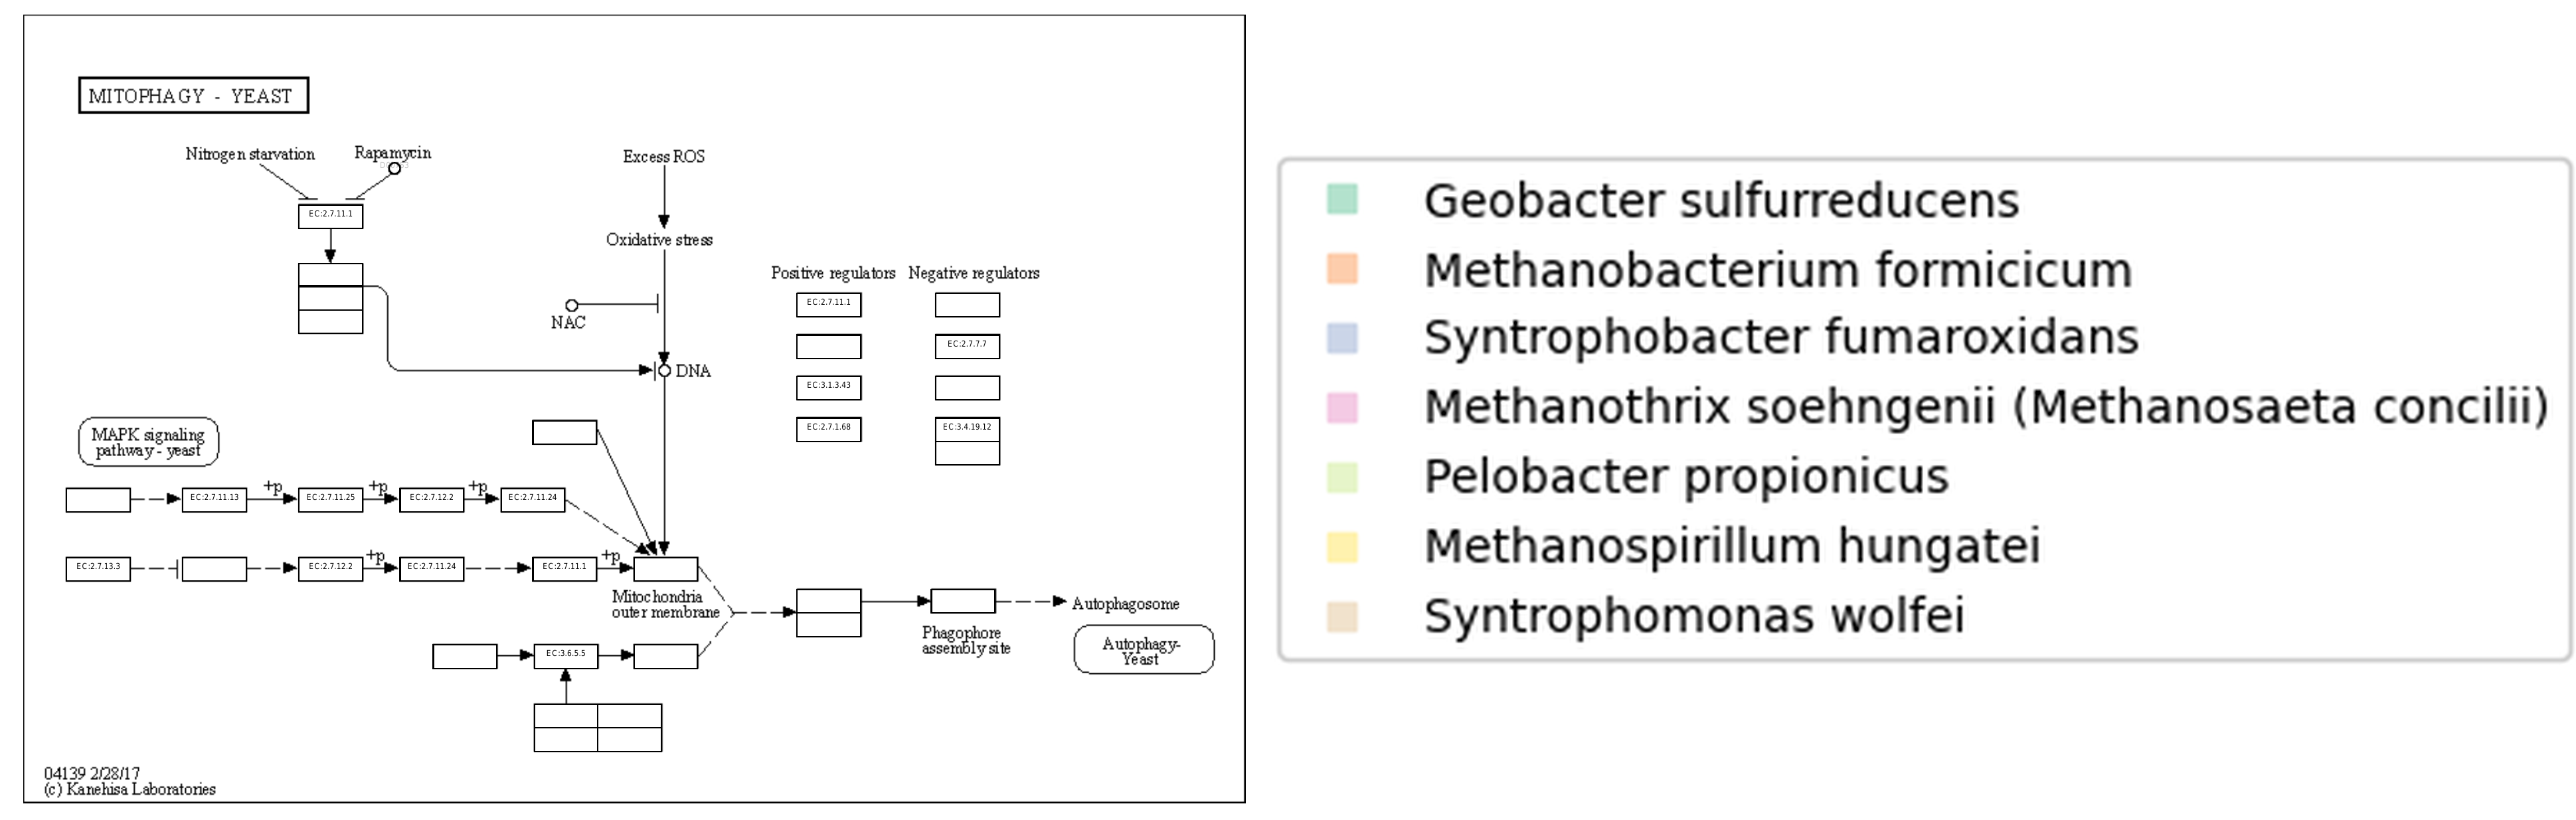 MITOPHAGY - YEAST
Nitrogen starvation
Rapamycin
Excess ROS
EC:2.7.11.1
Oxidative stress
Positive regulators
Negative regulators
NAC
EC:2.7.11.1
EC:2.7.7.7
DNA
EC:3.1.3.43
EC:2.7.1.68
EC:3.4.19.12
MAPK signaling
pathway - yeast
EC:2.7.11.13
+p
EC:2.7.11.25
+p
EC:2.7.12.2
+p
EC:2.7.11.24
EC:2.7.13.3
EC:2.7.12.2
+p
EC:2.7.11.24
EC:2.7.11.1
+p
Mitochondria
outer membrane
Autophagosome
Phagophore
assembly site
Autophagy-
Yeast
EC:3.6.5.5
04139 2/28/17
(c) Kanehisa Laboratories
Geobacter sulfurreducens
Methanobacterium formicicum
Syntrophobacter fumaroxidans
Methanothrix soehngenii (Methanosaeta concilii)
Pelobacter propionicus
Methanospirillum hungatei
Syntrophomonas wolfei